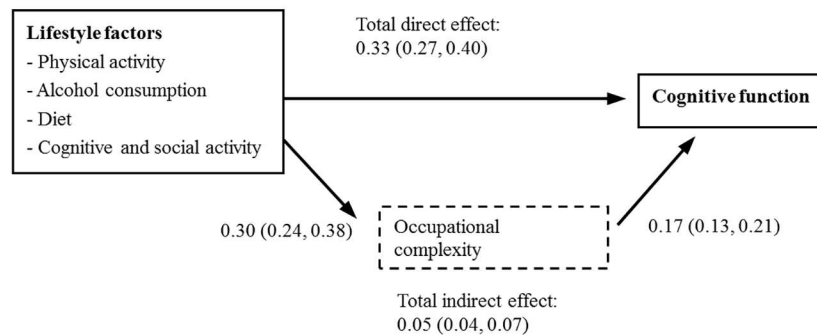 Lifestyle factors
- Physical activity
- Alcohol consumption
- Diet
- Cognitive and social activity
Total direct effect:
0.33 (0.27, 0.40)
Cognitive function
0.30 (0.24, 0.38)
Occupational
complexity
0.17 (0.13, 0.21)
Total indirect effect:
0.05 (0.04, 0.07)